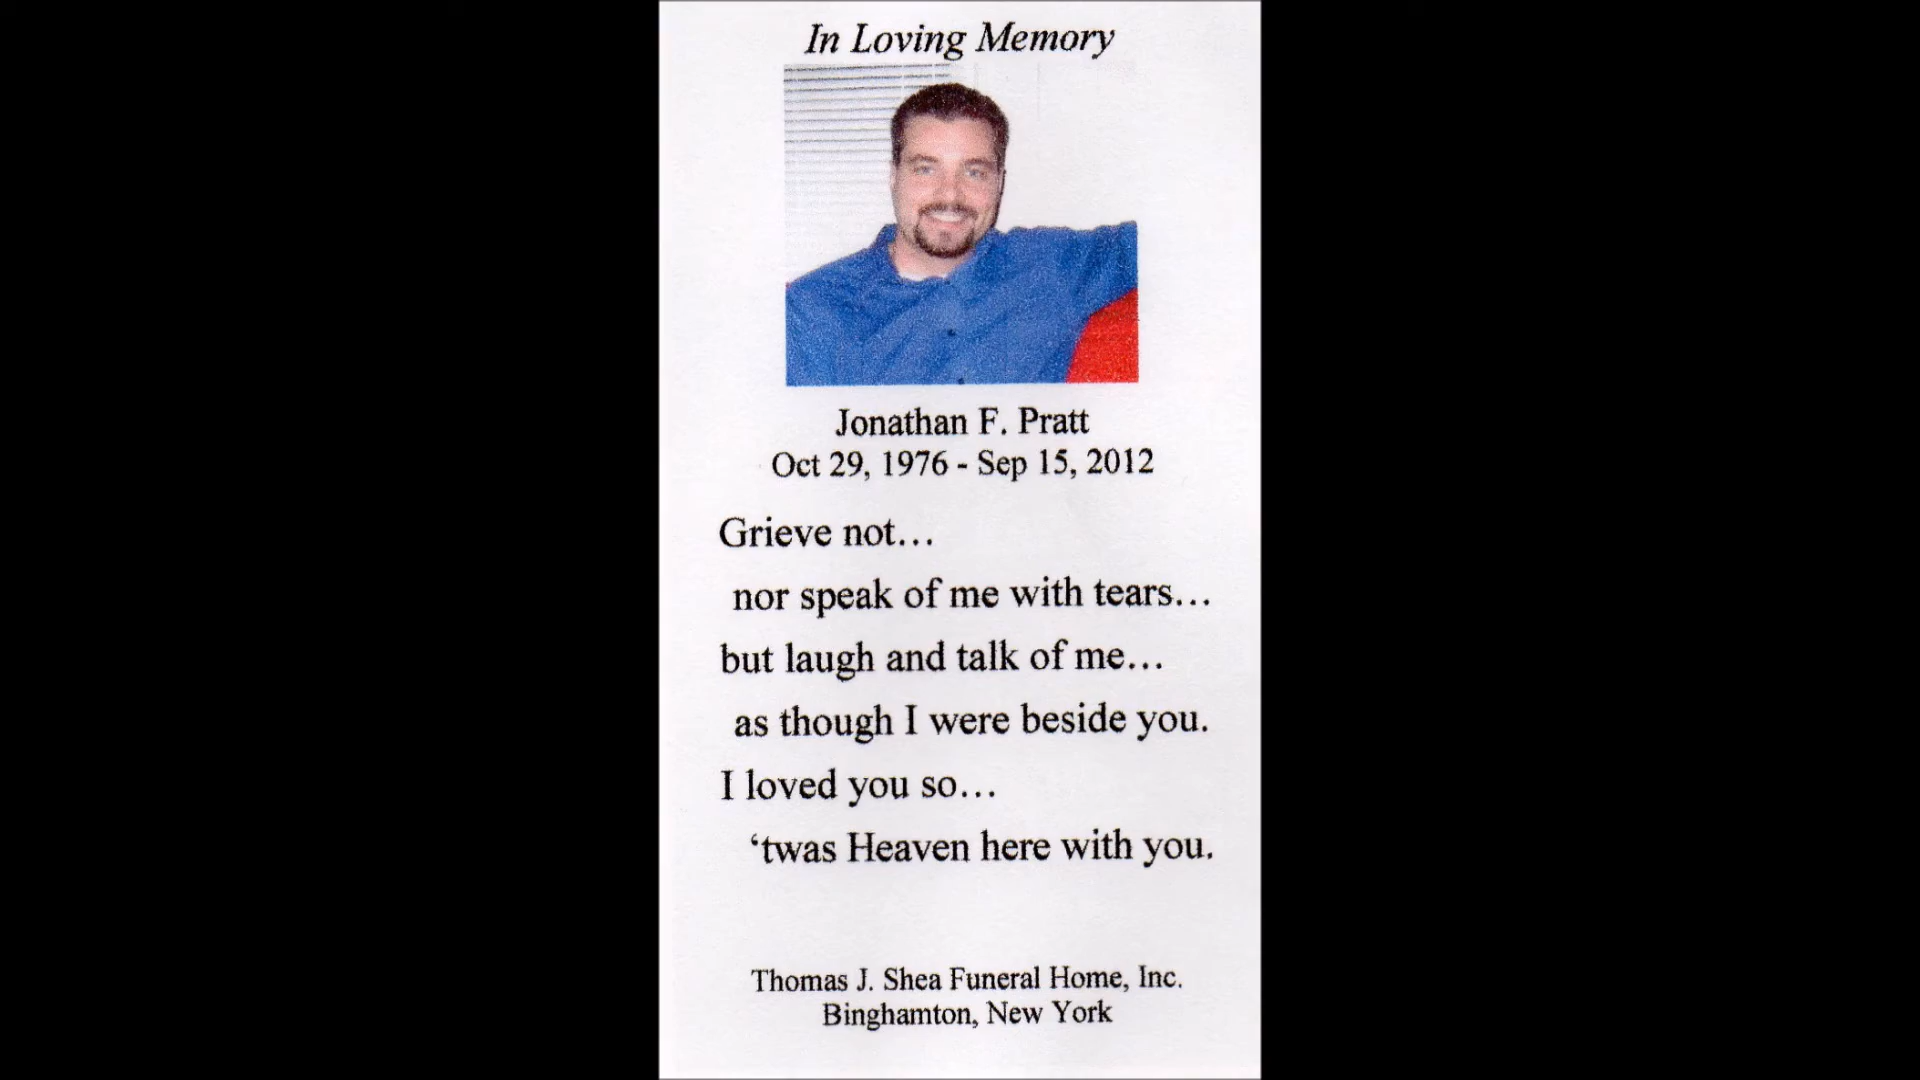 In Loving Memory
Jonathan F. Pratt
Oct 29, 1976 - Sep 15, 2012
Grieve not…
nor speak of me with tears…
but laugh and talk of me…
as though I were beside you.
I loved you so…
‘twas Heaven here with you.
Thomas J. Shea Funeral Home, Inc.
Binghamton, New York